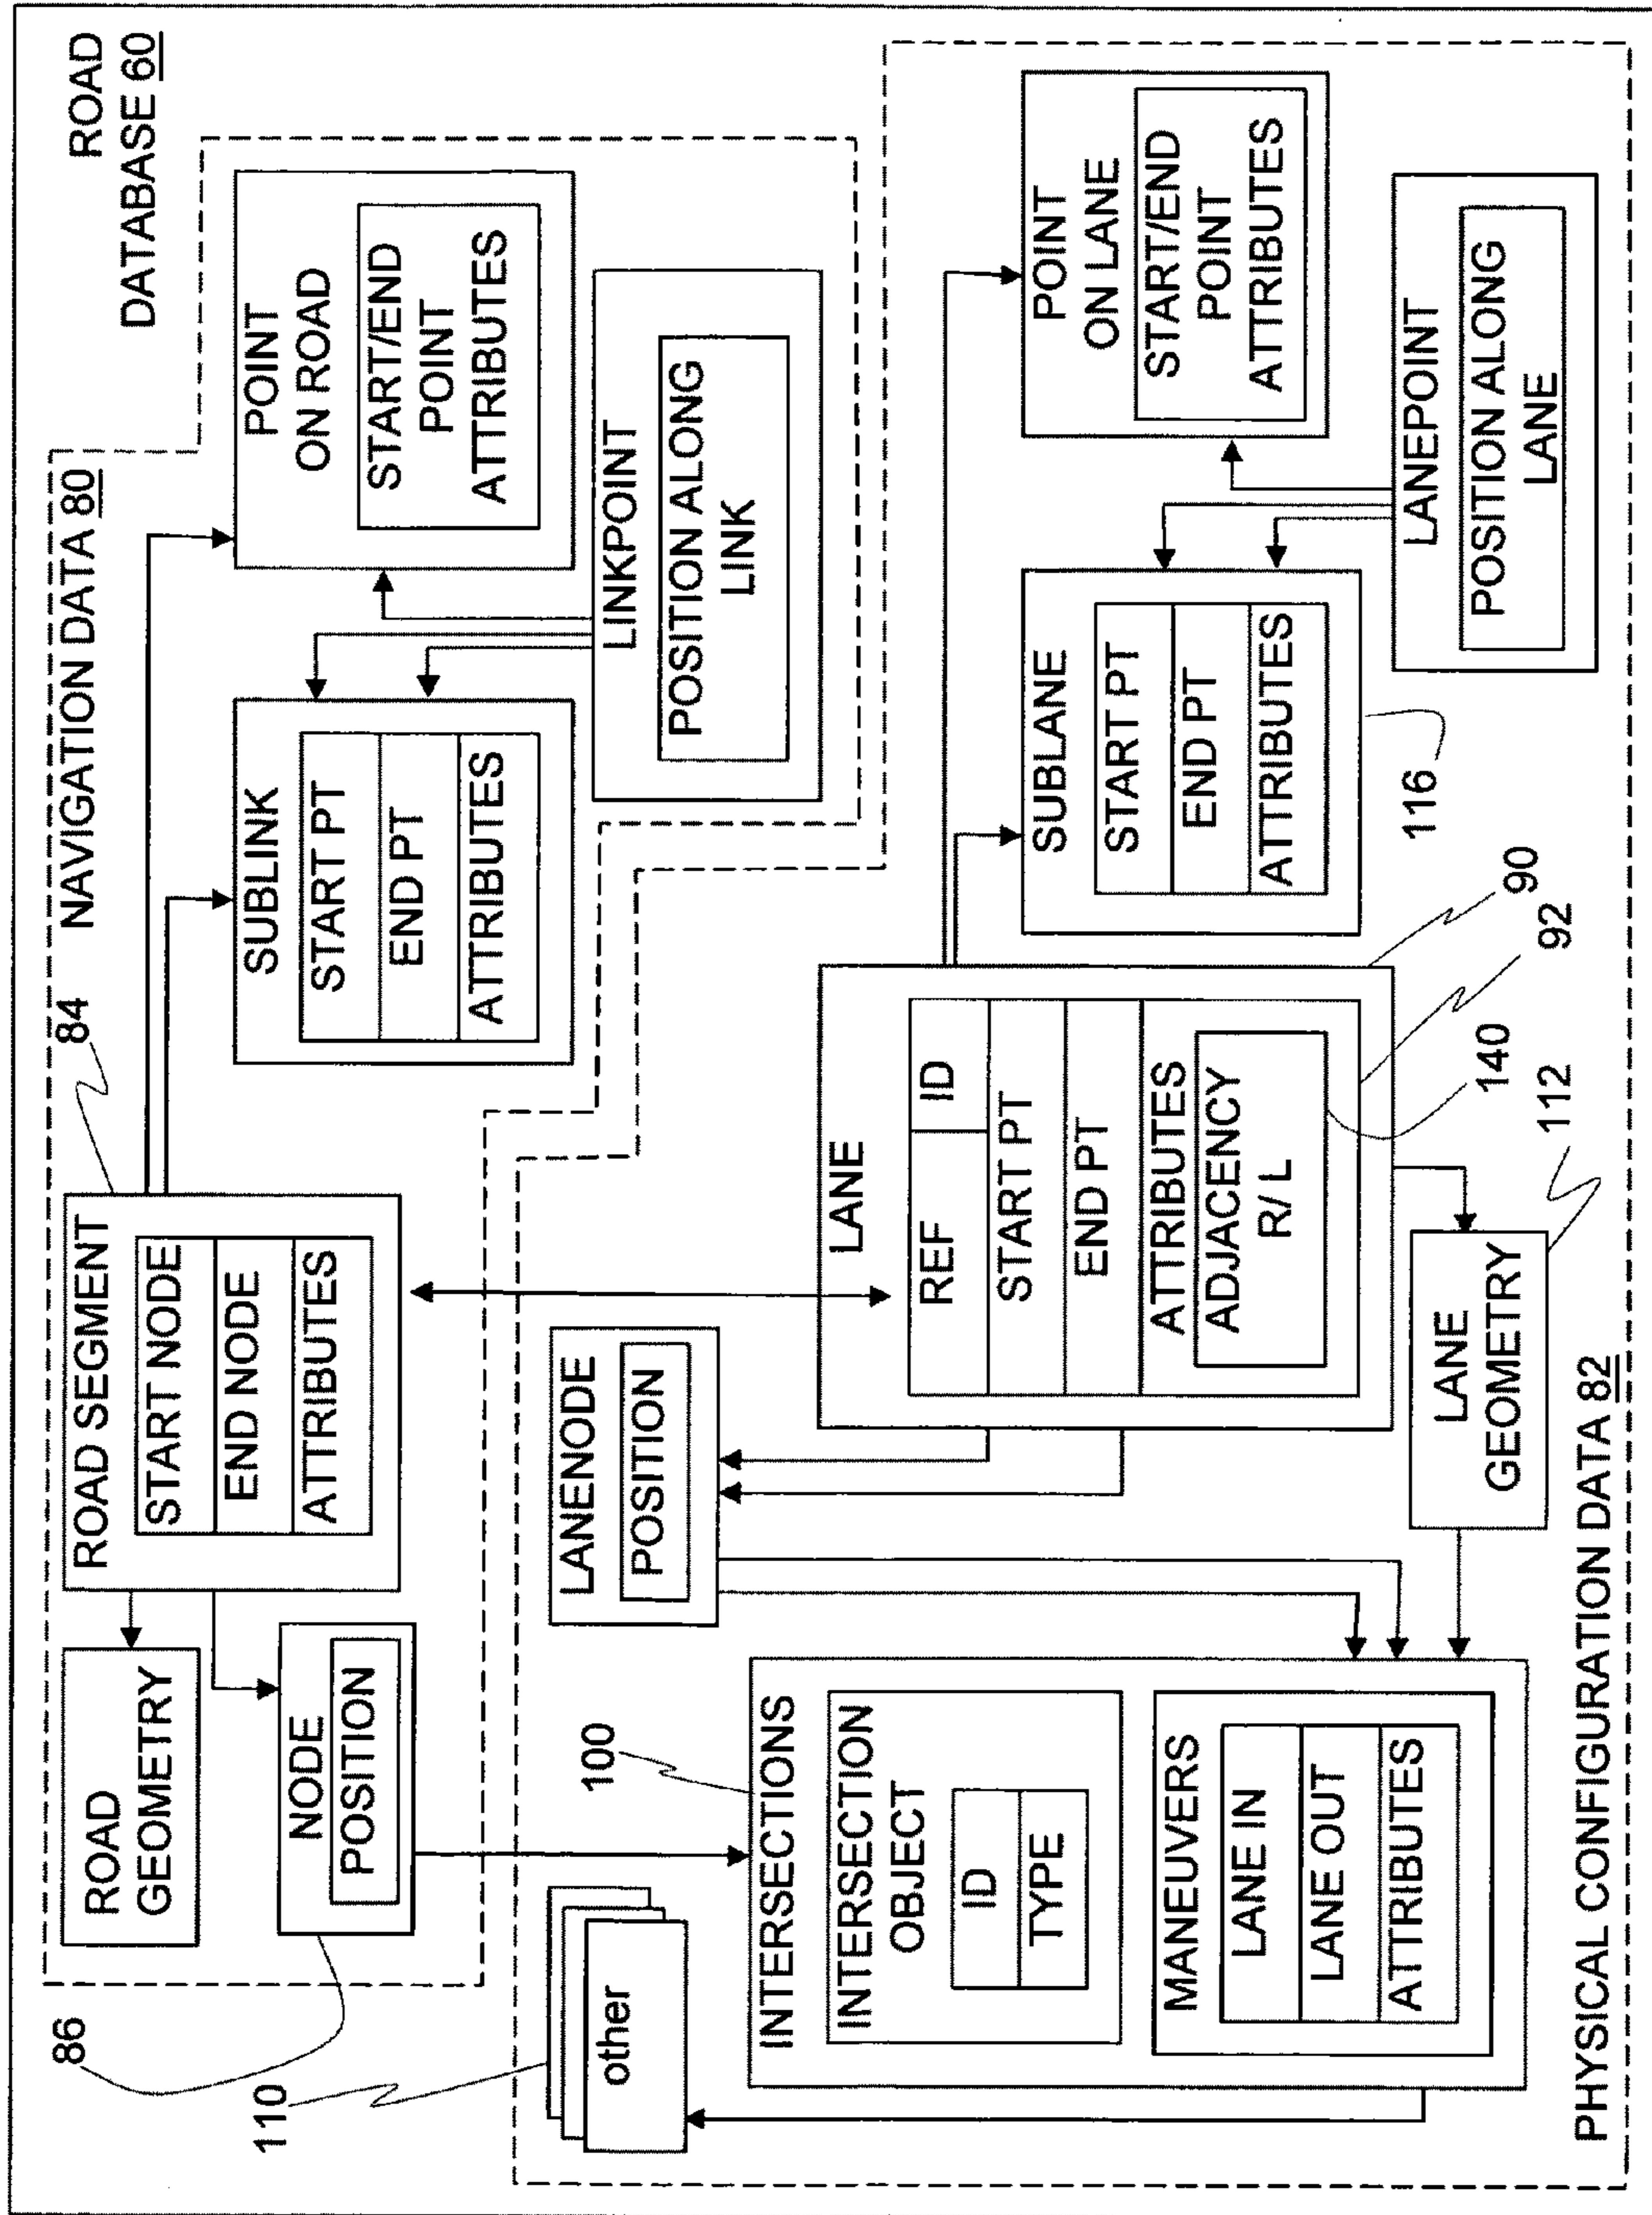 ROAD
DATABASE 60
84 NAVIGATION DATA 80
86
ROAD
GEOMETRY
NODE
POSITION
ROAD SEGMENT
START NODE
END NODE
ATTRIBUTES
SUBLINK
START PT
END PT
ATTRIBUTES
POINT
ON ROAD
START/END
POINT
ATTRIBUTES
LINKPOINT
POSITION ALONG
LINK
110
other
100
INTERSECTIONS
INTERSECTION
OBJECT
ID
TYPE
MANEUVERS
LANE IN
LANE OUT
ATTRIBUTES
LANENODE
POSITION
LANE
REF ID
START PT
END PT
ATTRIBUTES
ADJACENCY
R/ L
LANE
GEOMETRY
SUBLANE
START PT
END PT
ATTRIBUTES
POINT
ON LANE
START/END
POINT
ATTRIBUTES
LANEPOINT
POSITION ALONG
LANE
116
90
92
140
112
PHYSICAL CONFIGURATION DATA 82